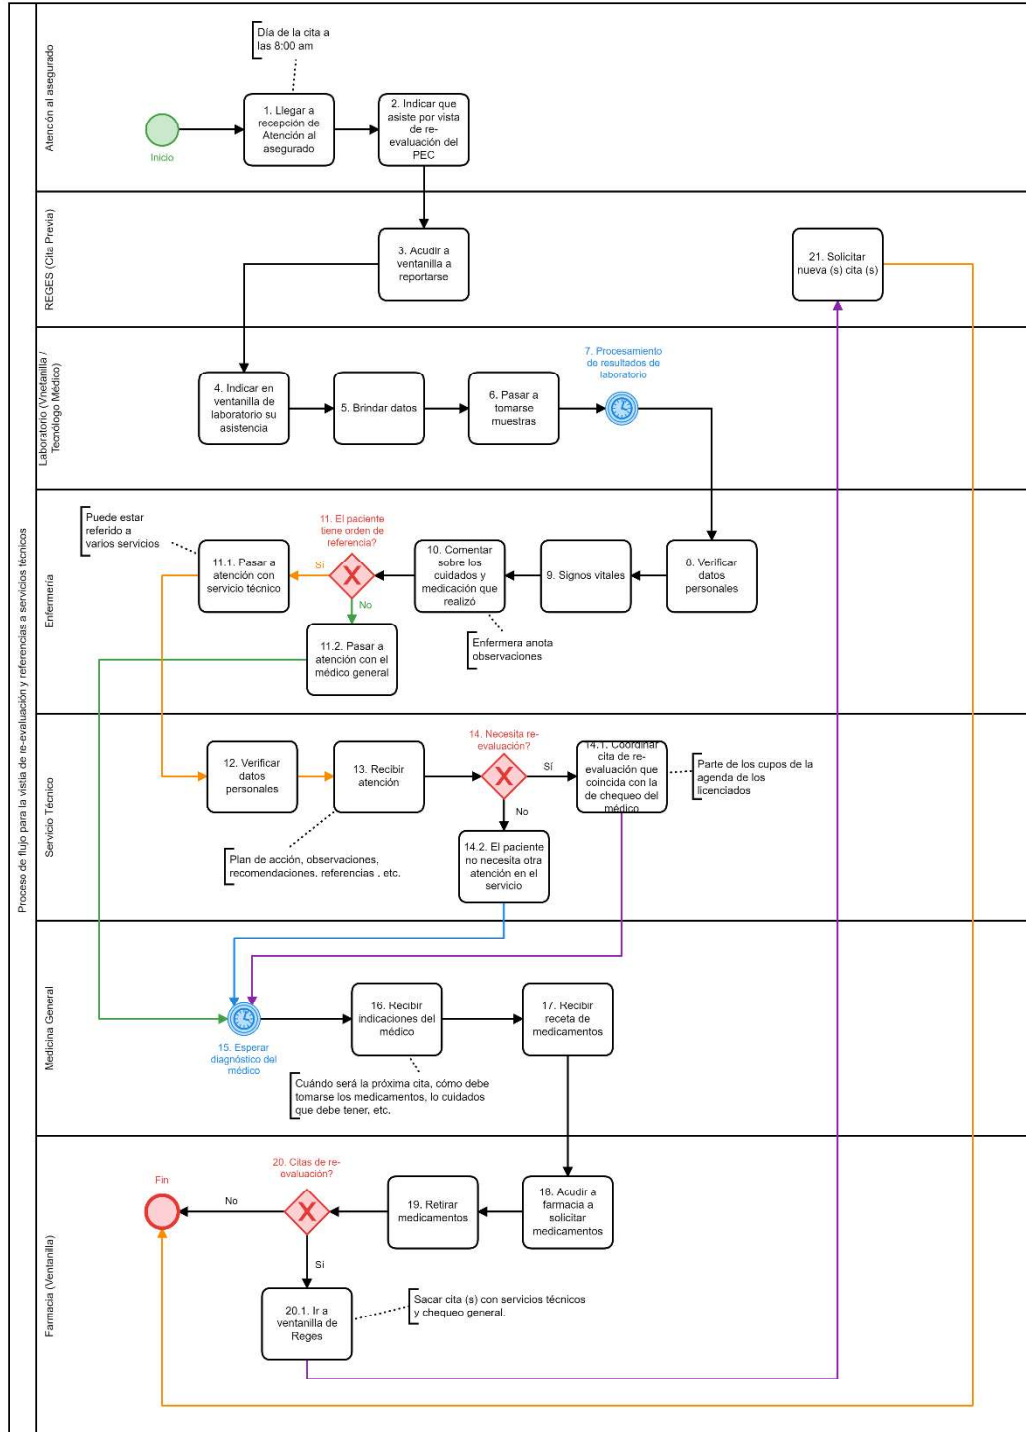 Proceso de flujo para la vistia de re-evaluación y referencias a servicios técnicos
Atencón al asegurado
Día de la cita a
las 8:00 am
Inicio
1. Llegar a
recepción de
Atención al
asegurado
2. Indicar que
asiste por vista
de re-
evaluación del
PEC
REGES (Cita Previa)
3. Acudir a
ventanilla a
reportarse
21. Solicitar
nueva (s) cita (s)
Laboratorio (Vnetanilla /
Tecnólogo Médico)
4. Indicar en
ventanilla de
laboratorio su
asistencia
5. Brindar datos
6. Pasar a
tomarse
muestras
7. Procesamiento
de resultados de
laboratorio
Enfermería
Puede estar
referido a
varios servicios
11.1. Pasar a
atención con
servicio técnico
11. El paciente
tiene orden de
referencia?
Sí
No
10. Comentar
sobre los
cuidados y
medicación que
realizó
9. Signos vitales
Verificar
datos
personales
11.2. Pasar a
atención con el
médico general
Enfermera anota
observaciones
Servicio Técnico
12. Verificar
datos
personales
13. Recibir
atención
14. Necesita re-
evaluación?
Sí
No
14.1. Coordinar
cita de re-
evaluación que
coincida con la
de chequeo del
médico
Parte de los cupos de la
agenda de los
licenciados
Plan de acción, observaciones,
recomendaciones, referencias , etc.
14.2. El paciente
no necesita otra
atención en el
servicio
Medicina General
15. Esperar
diagnóstico del
médico
16. Recibir
indicaciones del
médico
17. Recibir
receta de
medicamentos
Cuándo será la próxima cita, cómo debe
tomarse los medicamentos, lo cuidados
que debe tener, etc.
Farmacia (Ventanilla)
Fin
No
20. Citas de re-
evaluación?
Si
19. Retirar
medicamentos
18. Acudir a
farmacia a
solicitar
medicamentos
20.1. Ir a
ventanilla de
Reges
Sacar cita (s) con servicios técnicos
y chequeo general.